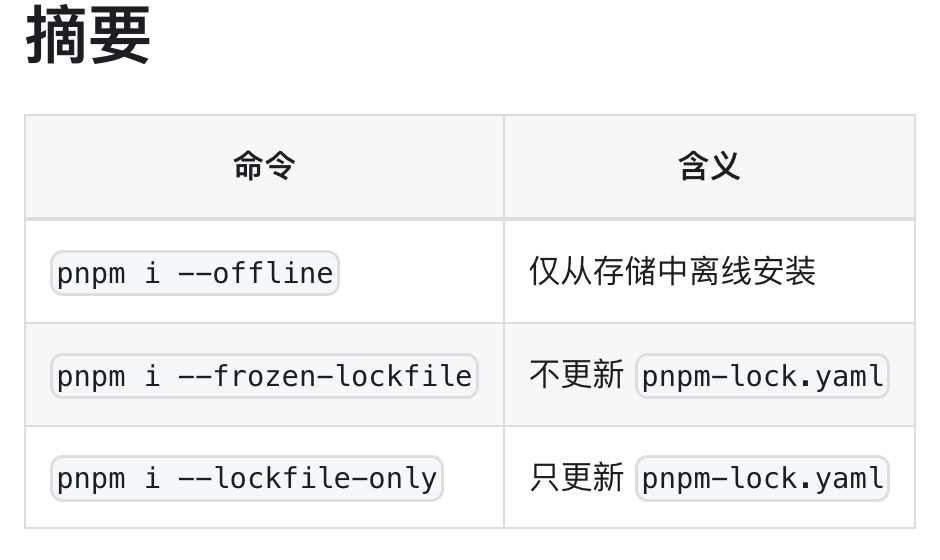 摘要
命令 含义
pnpm i --offline 仅从存储中离线安装
pnpm i --frozen-lockfile 不更新 pnpm-lock.yaml
pnpm i --lockfile-only 只更新 pnpm-lock.yaml